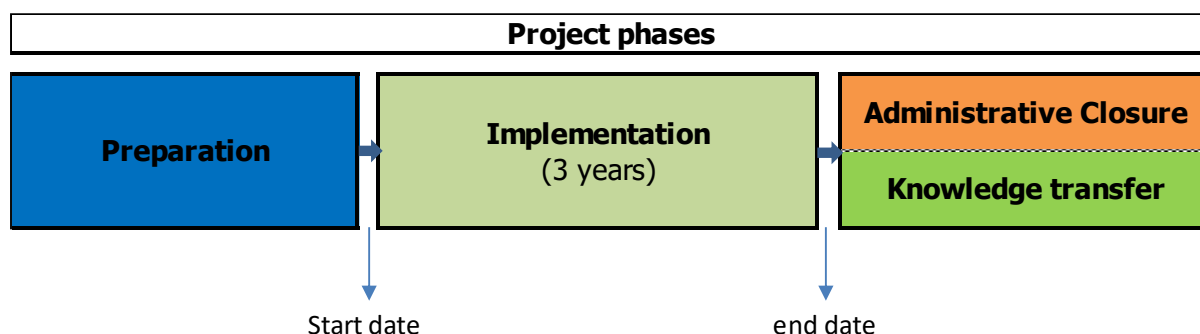 Project phases
Preparation
Implementation
(3 years)
Administrative Closure
Knowledge transfer
Start date
end date